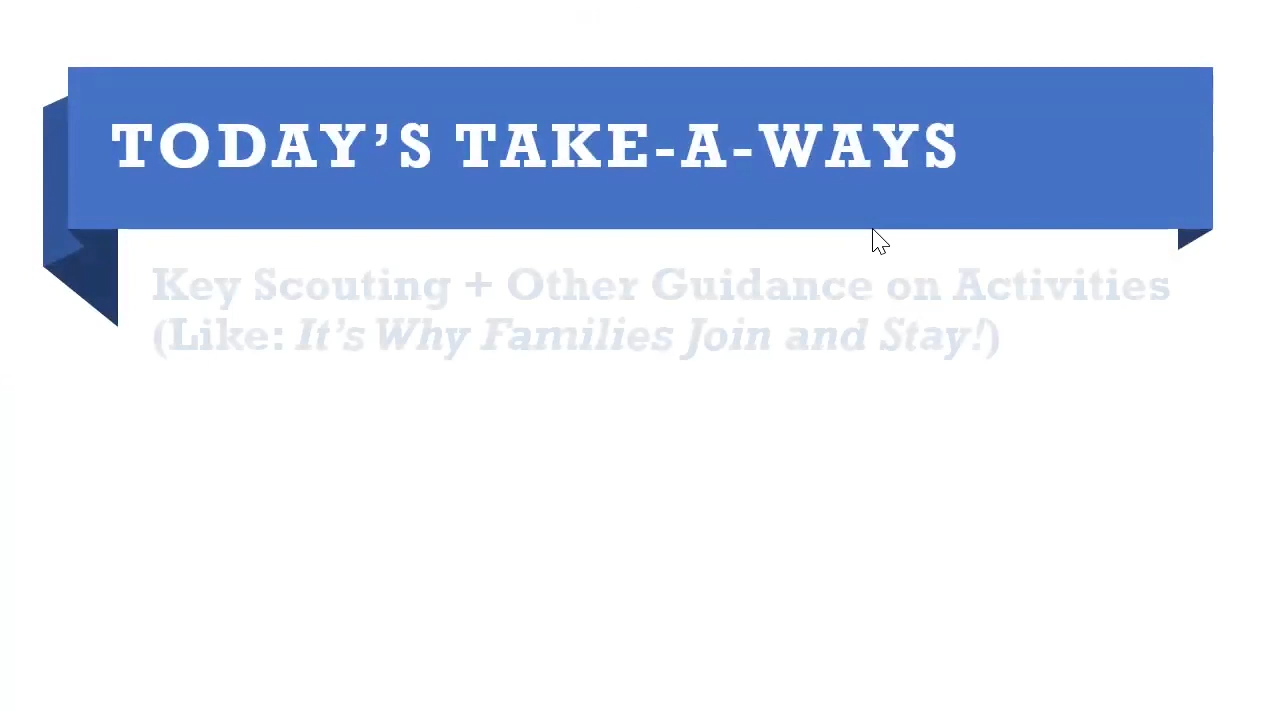 TODAY’S TAKE-A-WAYS
Key Scouting + Other Guidance on Activities
(Like: It’s Why Families Join and Stay!)